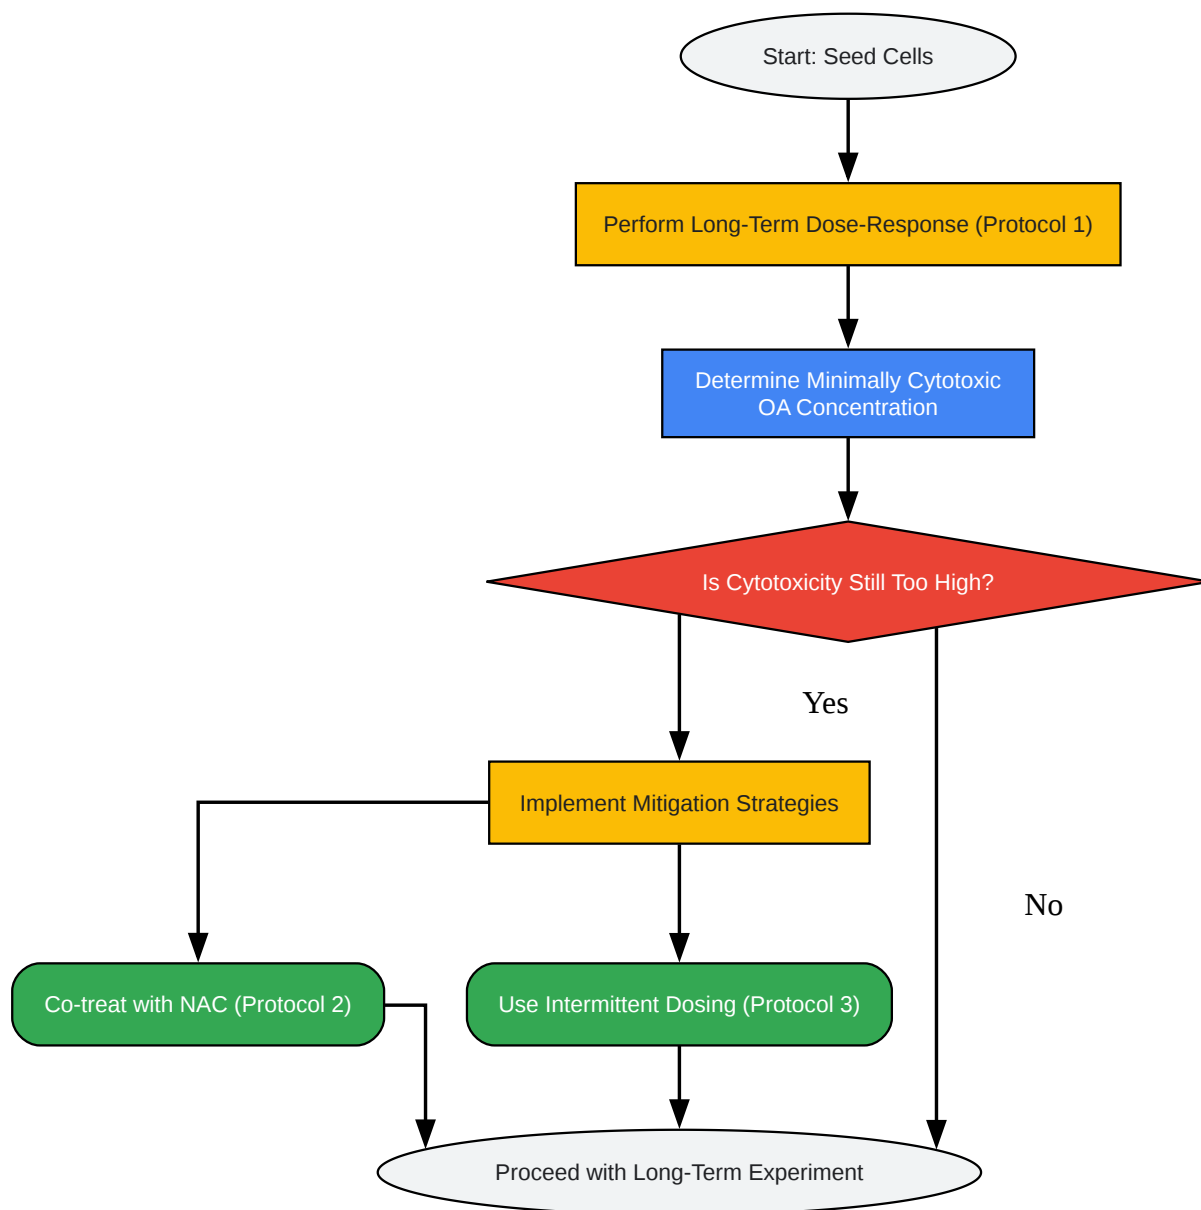 Start: Seed Cells
Perform Long-Term Dose-Response (Protocol 1)
Determine Minimally Cytotoxic
OA Concentration
Is Cytotoxicity Still Too High?
Yes
Implement Mitigation Strategies
No
Co-treat with NAC (Protocol 2)
Use Intermittent Dosing (Protocol 3)
Proceed with Long-Term Experiment